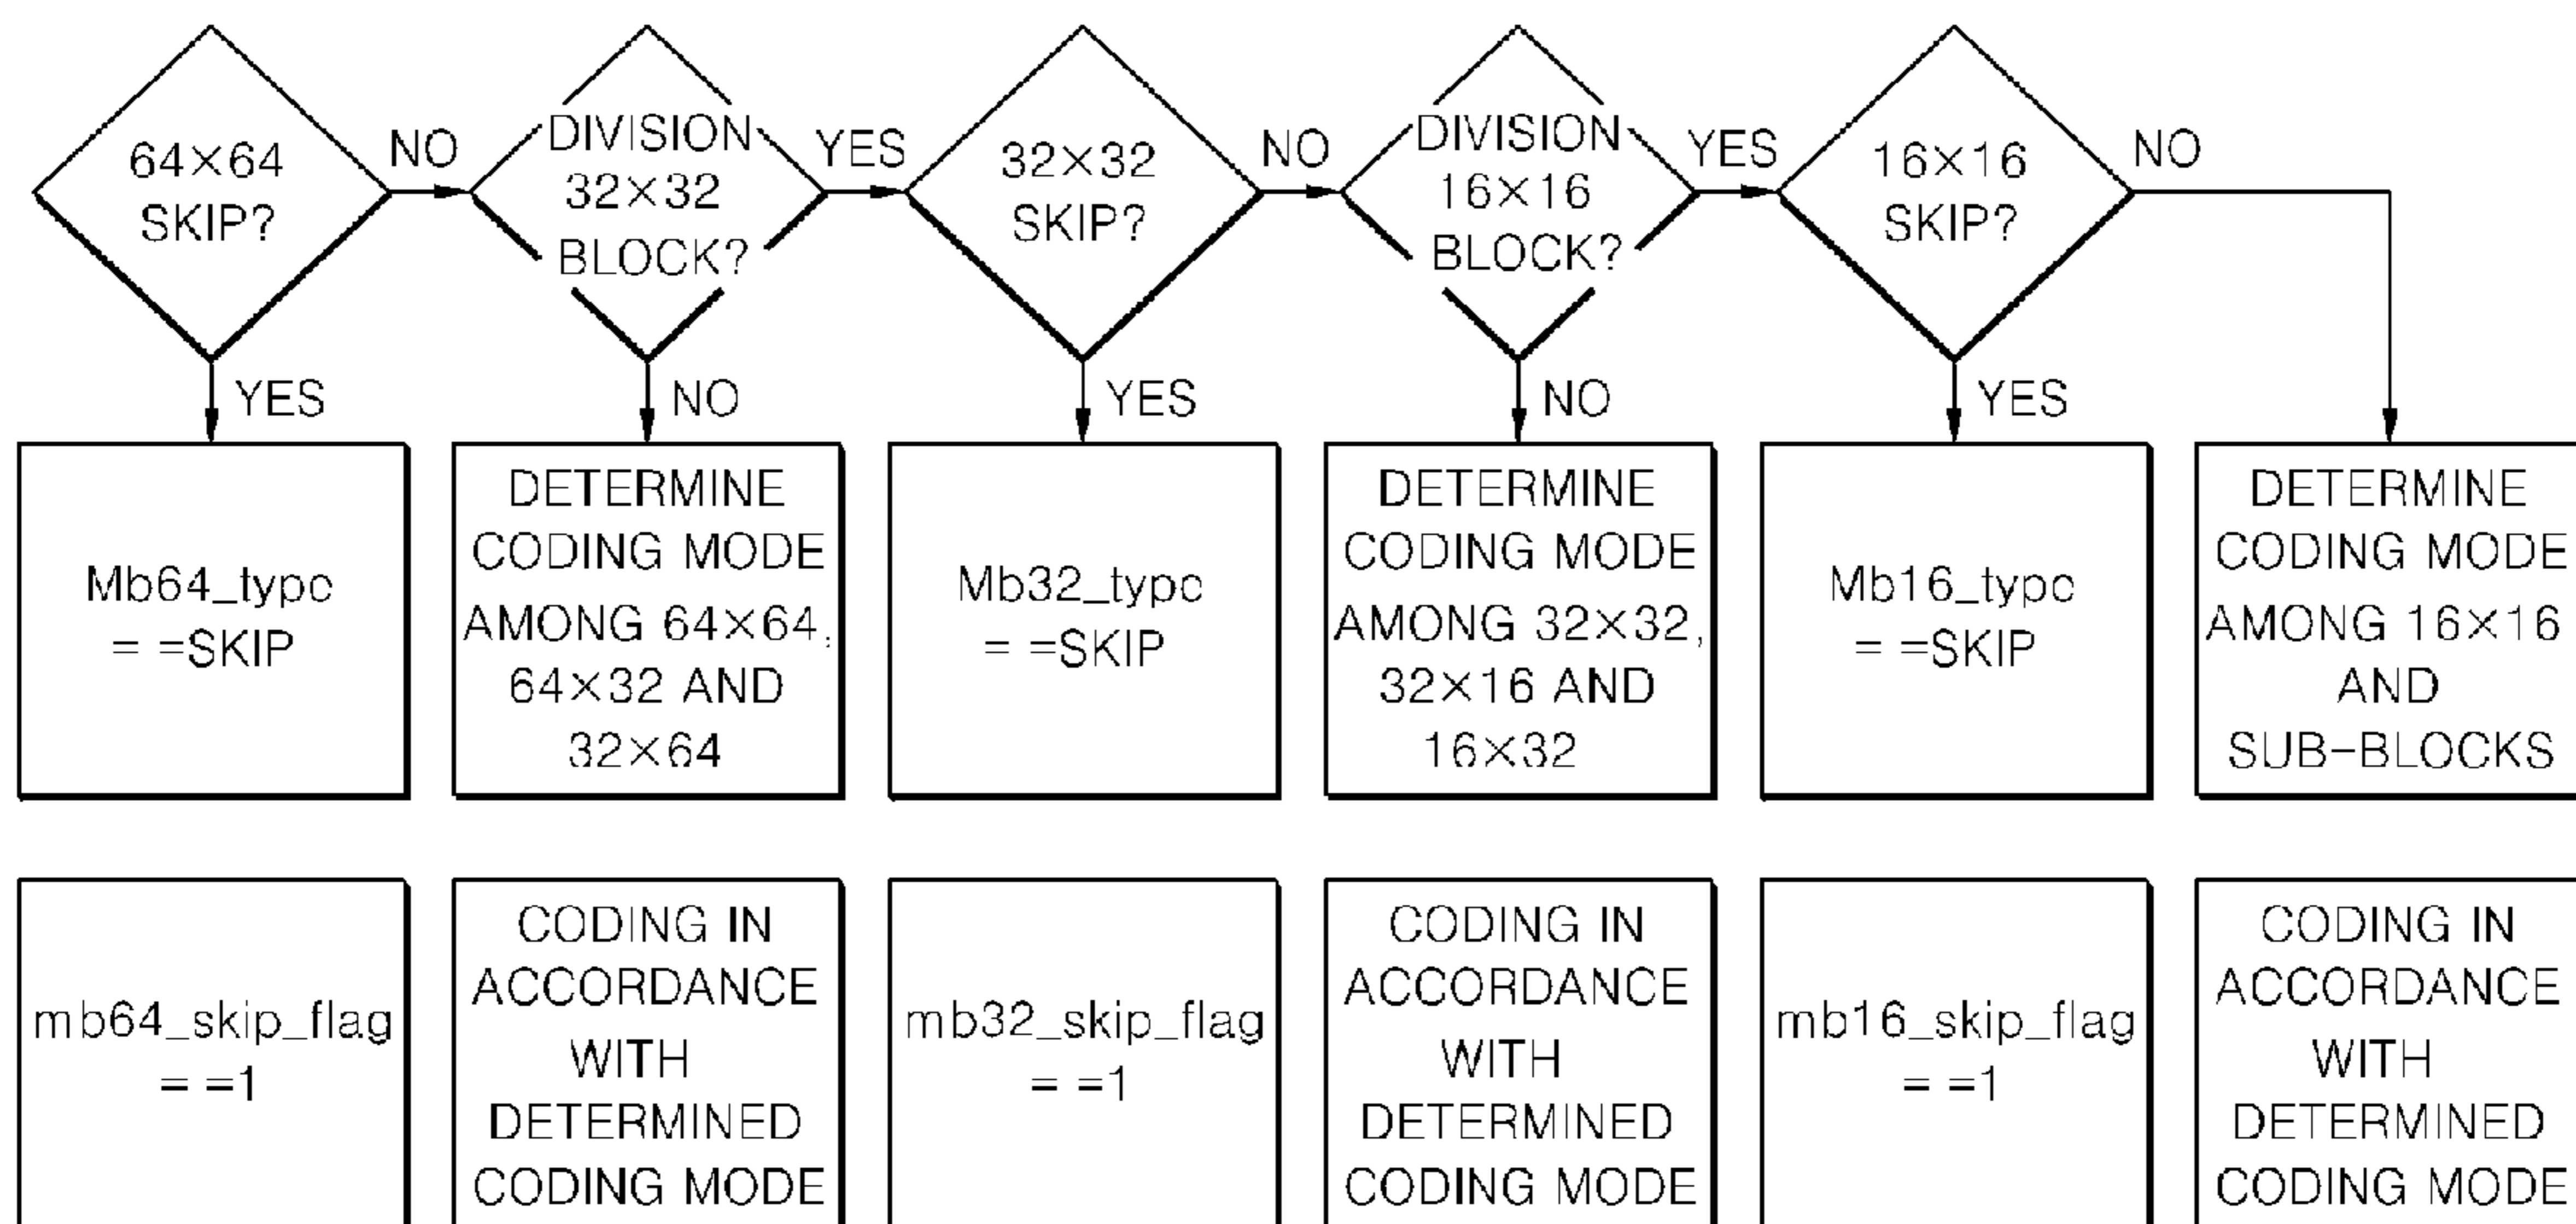 64×64
SKIP?
NO
DIVISION
32×32
BLOCK?
YES
32×32
SKIP?
NO
DIVISION
16×16
BLOCK?
YES
16×16
SKIP?
NO
YES
NO
YES
NO
YES
Mb64_type
= =SKIP
DETERMINE
CODING MODE
AMONG 64×64,
64×32 AND
32×64
Mb32_type
= =SKIP
DETERMINE
CODING MODE
AMONG 32×32,
32×16 AND
16×32
Mb16_type
= =SKIP
DETERMINE
CODING MODE
AMONG 16×16
AND
SUB-BLOCKS
mb64_skip_flag
= =1
CODING IN
ACCORDANCE
WITH
DETERMINED
CODING MODE
mb32_skip_flag
= =1
CODING IN
ACCORDANCE
WITH
DETERMINED
CODING MODE
mb16_skip_flag
= =1
CODING IN
ACCORDANCE
WITH
DETERMINED
CODING MODE